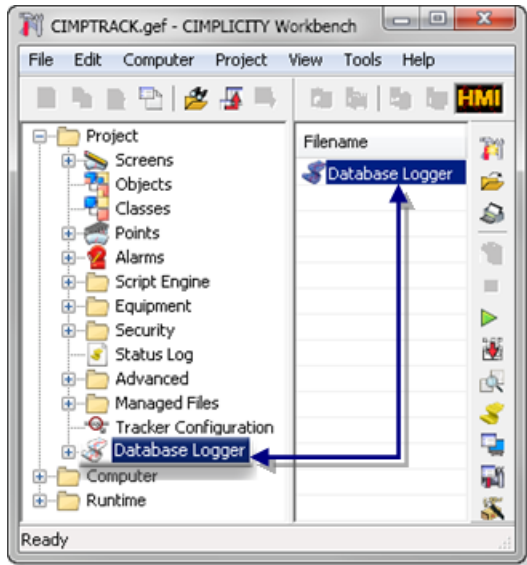 CIMPTRACK.gef - CIMPLICITY Workbench
File Edit Computer Project View Tools Help
HMI
Project
Screens
Objects
Classes
Points
Alarms
Script Engine
Equipment
Security
Status Log
Advanced
Managed Files
Tracker Configuration
Database Logger
Computer
Runtime
Filename
Database Logger
Ready